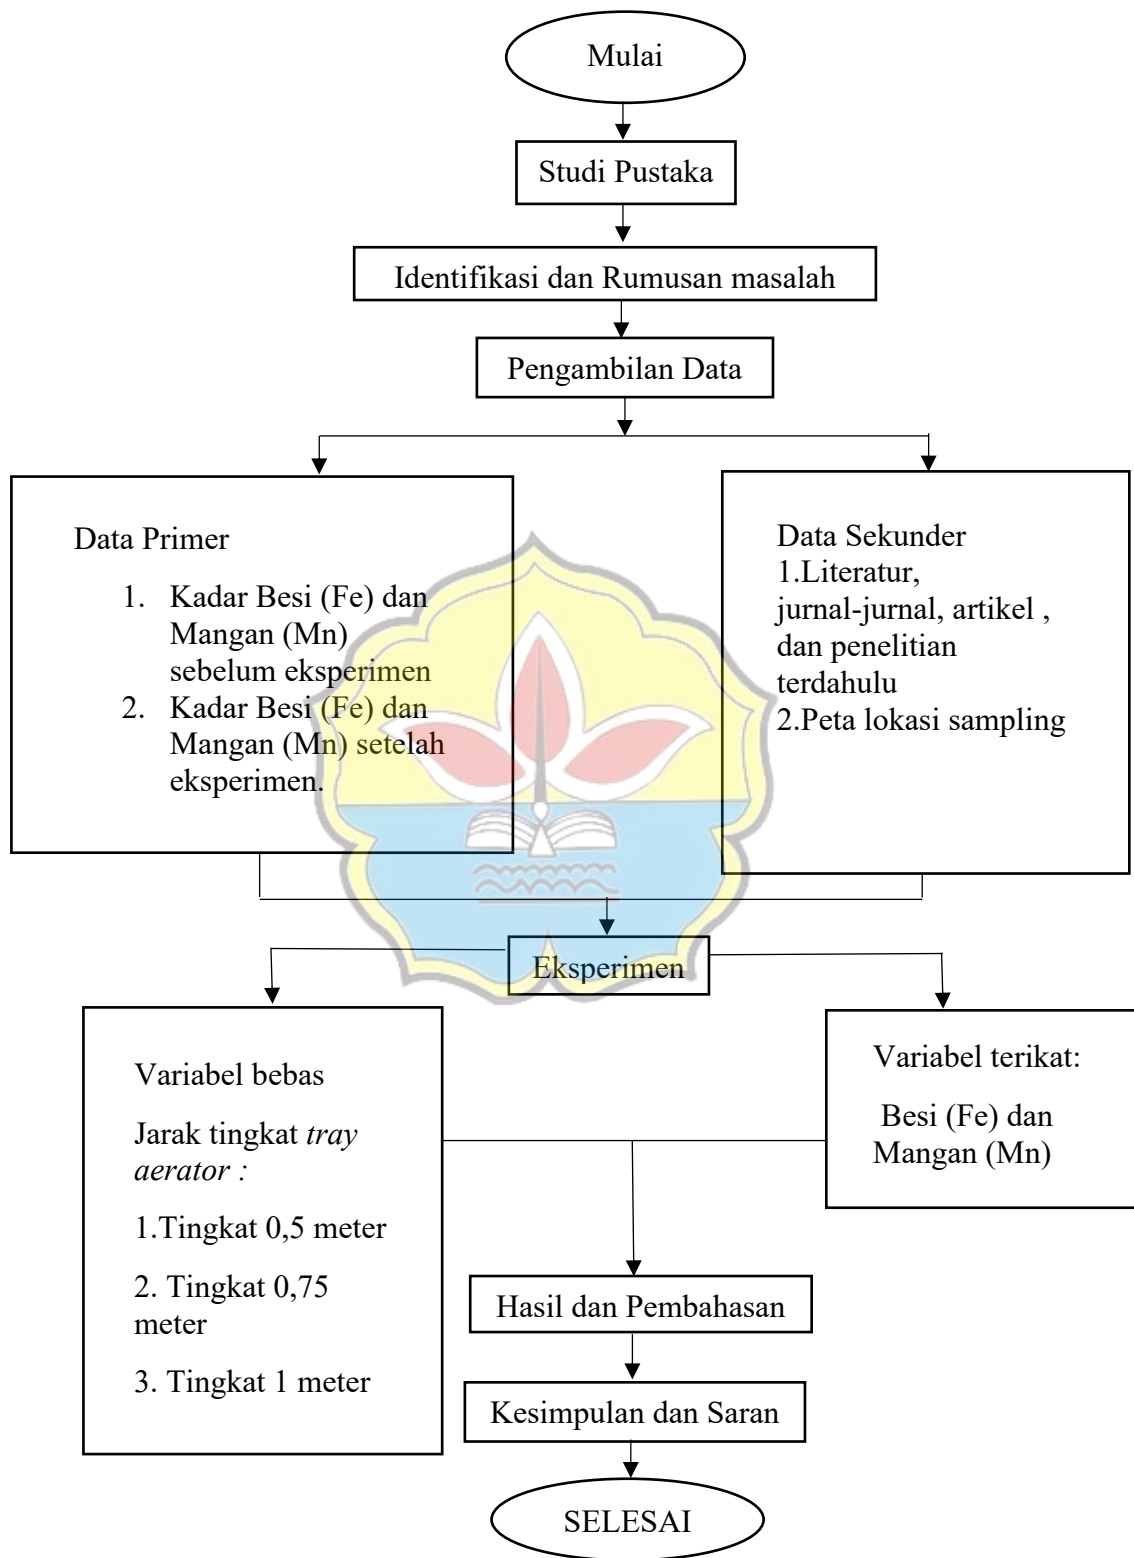 Mulai
Studi Pustaka
Identifikasi dan Rumusan masalah
Pengambilan Data
Data Primer
1. Kadar Besi (Fe) dan
Mangan (Mn)
sebelum eksperimen
2. Kadar Besi (Fe) dan
Mangan (Mn) setelah
eksperimen.
Data Sekunder
1.Literatur,
jurnal-jurnal, artikel ,
dan penelitian
terdahulu
2.Peta lokasi sampling
Eksperimen
Variabel bebas
Jarak tingkat tray
aerator :
1.Tingkat 0,5 meter
2. Tingkat 0,75
meter
3. Tingkat 1 meter
Variabel terikat:
Besi (Fe) dan
Mangan (Mn)
Hasil dan Pembahasan
Kesimpulan dan Saran
SELESAI